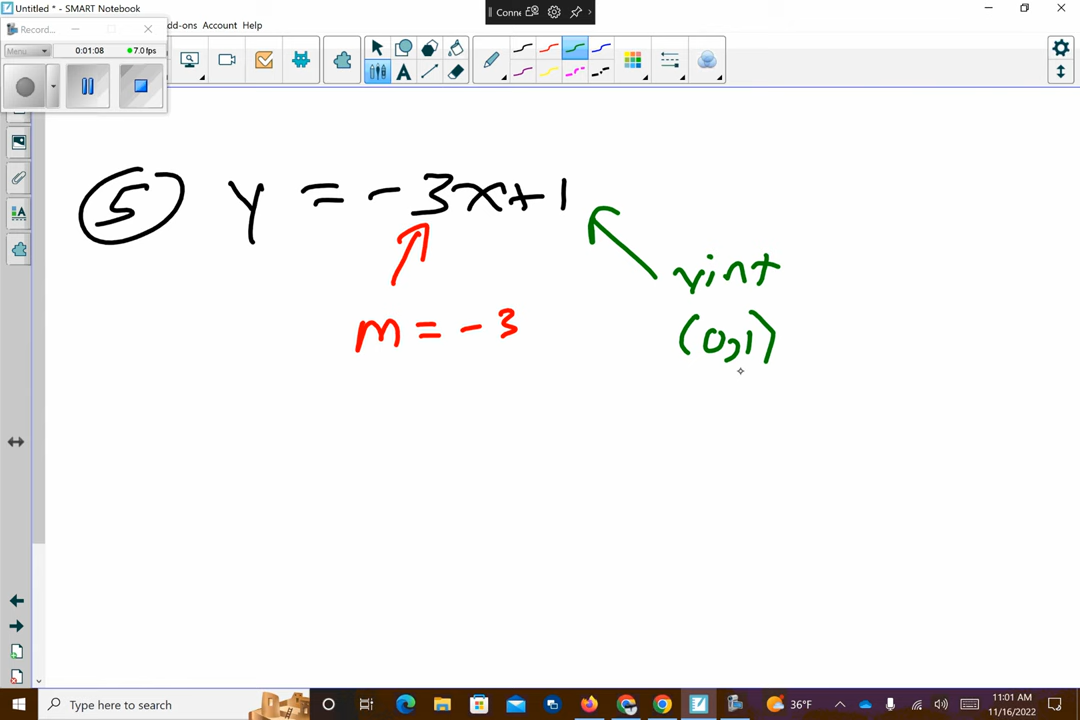 Untitled * - SMART Notebook
Conne
Record...
dd-ons Account Help
Menu
0:01:08
7.0 fps
A
A
⑤ y = -3x+1
yint
m = -3
(0,1)
Type here to search
36°F
11:01 AM
11/16/2022